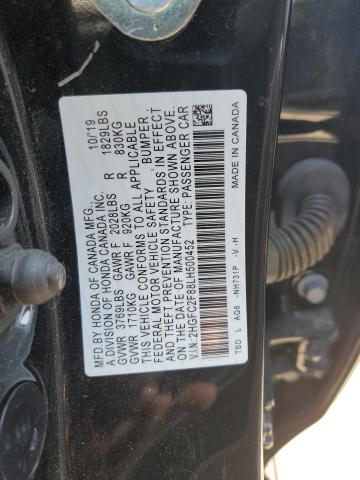 MFD. BY HONDA OF CANADA MFG. 10/19
A DIVISION OF HONDA CANADA INC.
GVWR 3769LBS GAWR F 2028LBS R 1829LBS
GVWR 1710KG GAWR F 920KG R 830KG
THIS VEHICLE CONFORMS TO ALL APPLICABLE
FEDERAL MOTOR VEHICLE SAFETY, BUMPER,
AND THEFT PREVENTION STANDARDS IN EFFECT
ON THE DATE OF MANUFACTURE SHOWN ABOVE.
V.I.N:2HGFC2F88LH500452 TYPE: PASSENGER CAR
TBD L AG6 -NH731P -V -H MADE IN CANADA